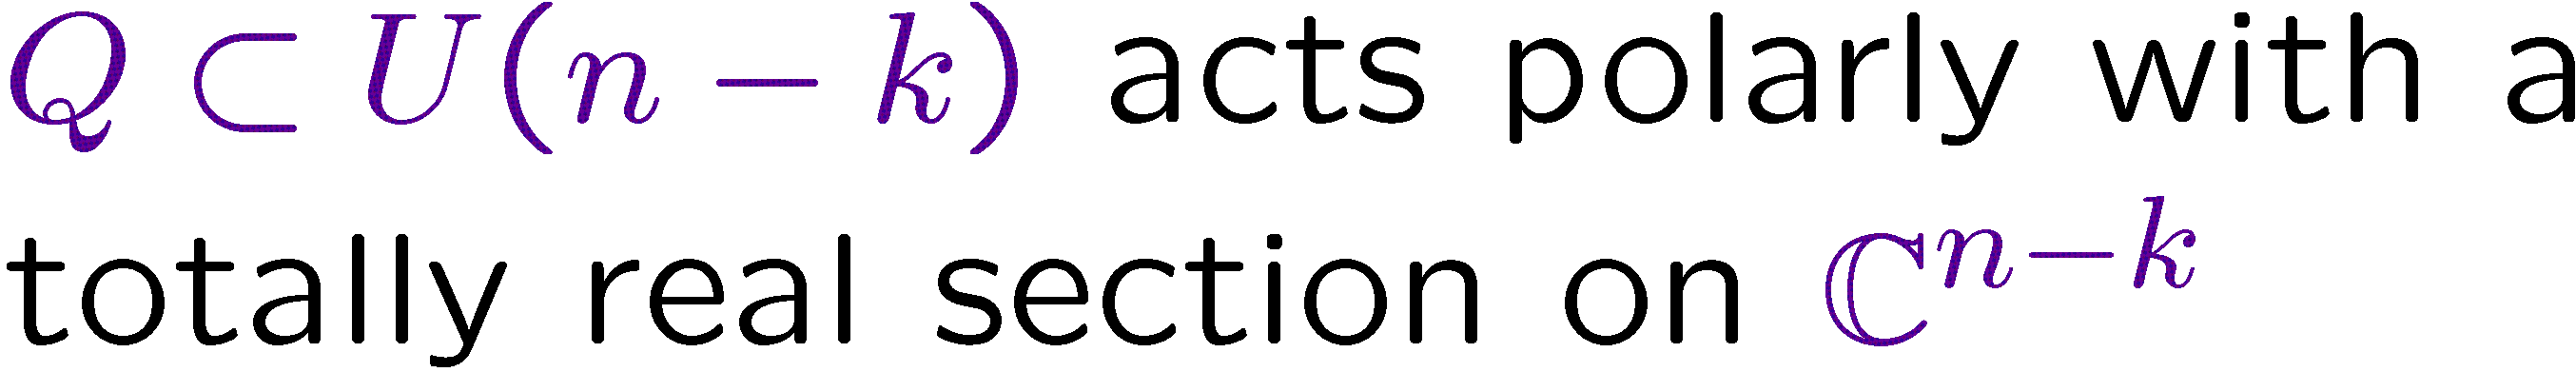 Q ⊂ U(n − k) acts polarly with a
totally real section on ℂ^{n−k}